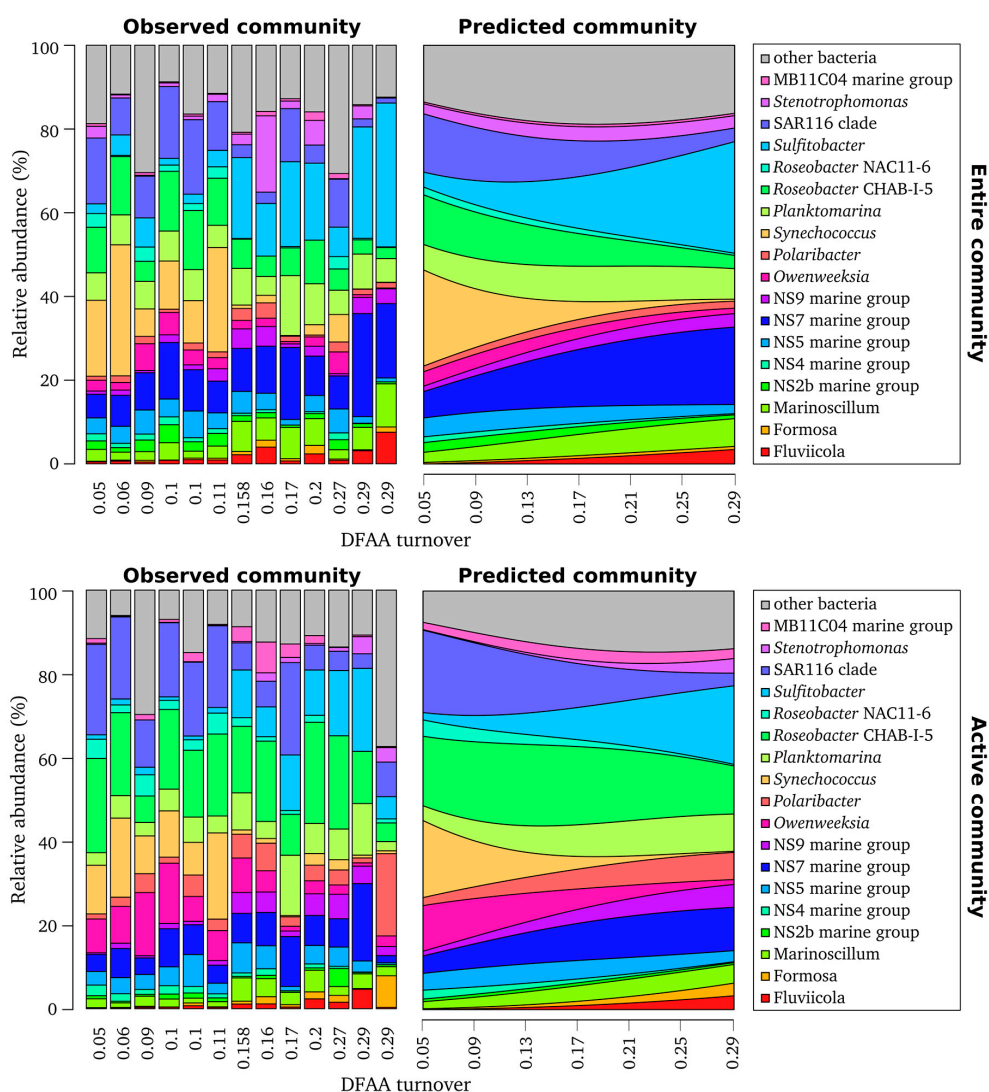 Observed community
Predicted community
100
80
60
40
20
0
Relative abundance (%)
0.05 0.06 0.09 0.1 0.1 0.11 0.158 0.16 0.17 0.2 0.27 0.29 0.29
0.05 0.09 0.13 0.17 0.21 0.25 0.29
DFAA turnover
other bacteria
MB11C04 marine group
Stenotrophomonas
SAR116 clade
Sulfitobacter
Roseobacter NAC11-6
Roseobacter CHAB-I-5
Planktomarina
Synechococcus
Polaribacter
Owenweeksia
NS9 marine group
NS7 marine group
NS5 marine group
NS4 marine group
NS2b marine group
Marinoscillum
Formosa
Fluviicola
Entire community
Observed community
Predicted community
100
80
60
40
20
0
Relative abundance (%)
0.05 0.06 0.09 0.1 0.1 0.11 0.158 0.16 0.17 0.2 0.27 0.29 0.29
0.05 0.09 0.13 0.17 0.21 0.25 0.29
DFAA turnover
other bacteria
MB11C04 marine group
Stenotrophomonas
SAR116 clade
Sulfitobacter
Roseobacter NAC11-6
Roseobacter CHAB-I-5
Planktomarina
Synechococcus
Polaribacter
Owenweeksia
NS9 marine group
NS7 marine group
NS5 marine group
NS4 marine group
NS2b marine group
Marinoscillum
Formosa
Fluviicola
Active community